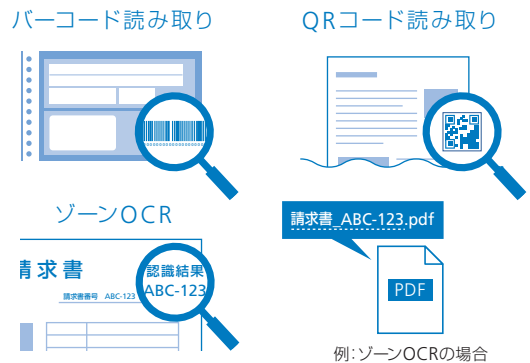 バーコード読み取り
QRコード読み取り
ゾーンOCR
請求書_ABC-123.pdf
請求書
認識結果
ABC-123
請求書番号 ABC-123
PDF
例:ゾーンOCRの場合